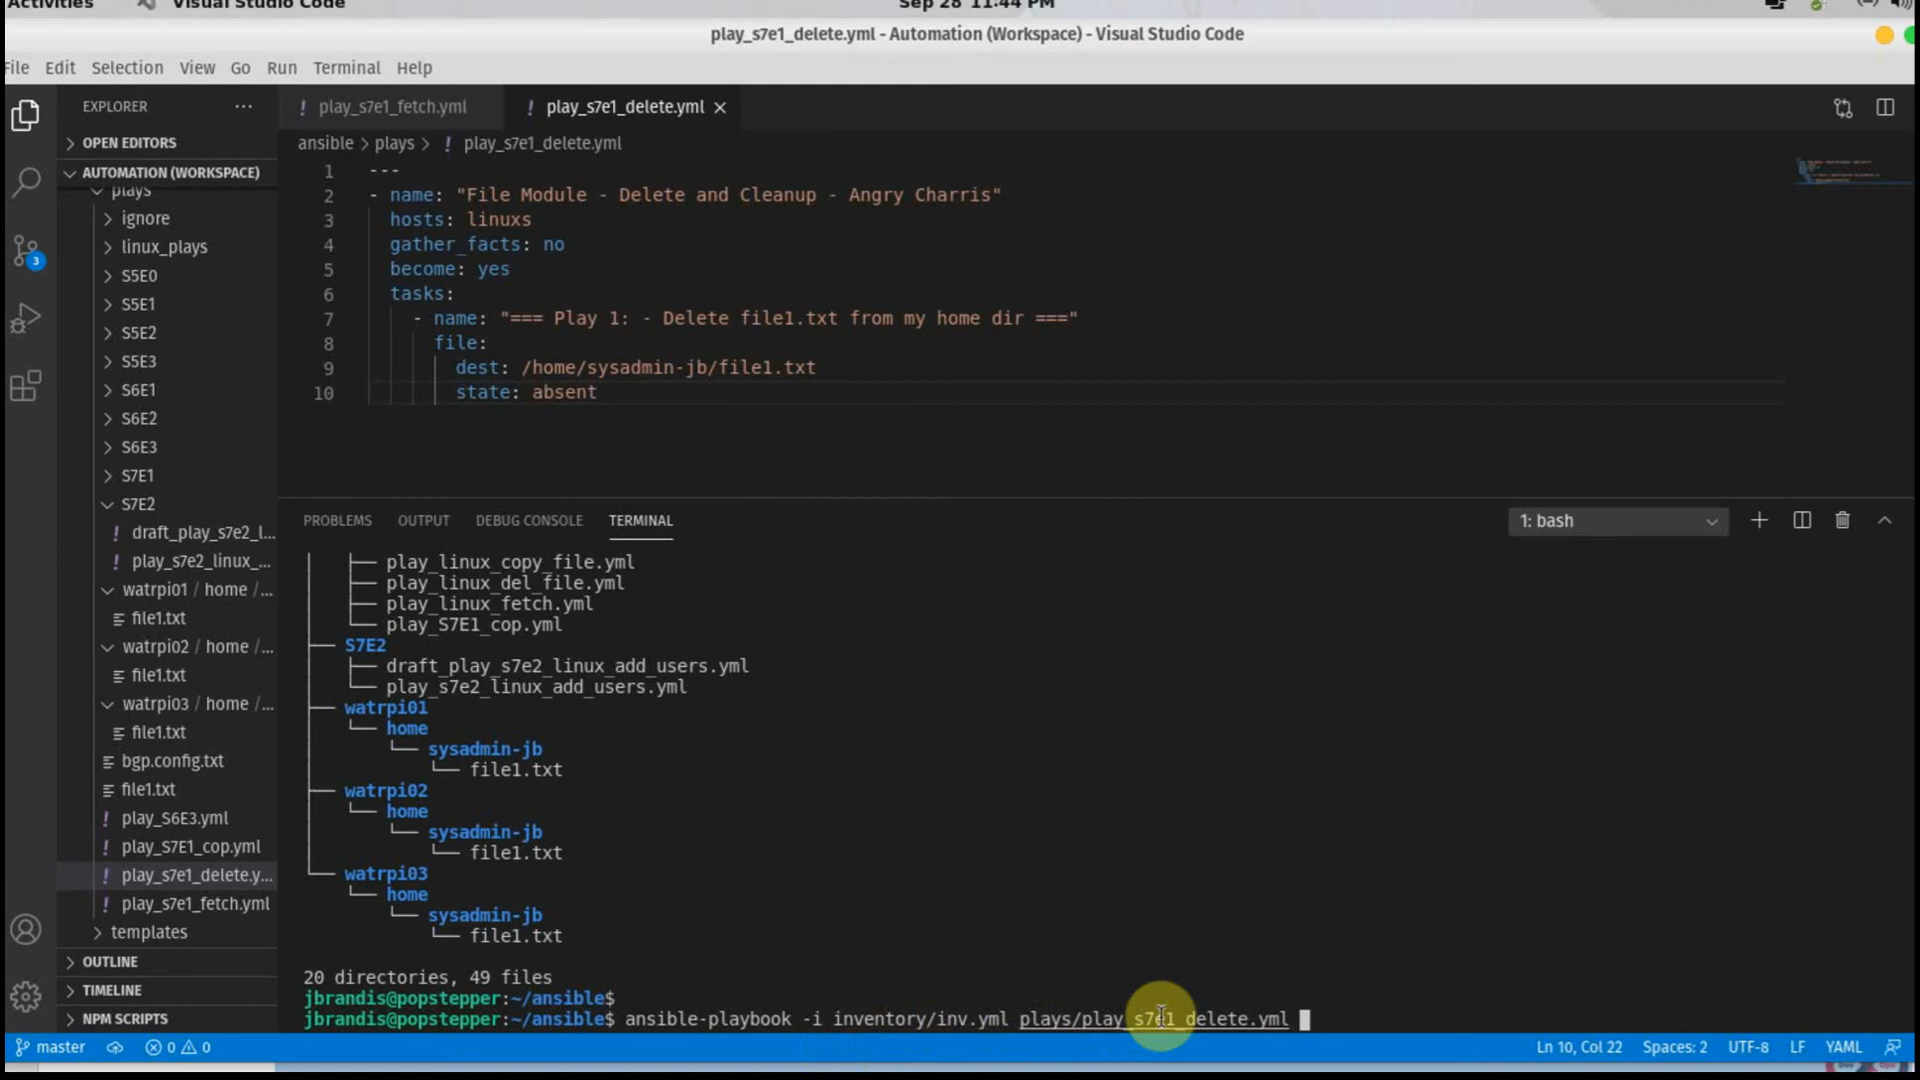 Activities Visual Studio Code Sep 28 11:44 PM
play_s7e1_delete.yml - Automation (Workspace) - Visual Studio Code
File Edit Selection View Go Run Terminal Help
EXPLORER ···
OPEN EDITORS
AUTOMATION (WORKSPACE)
plays
ignore
linux_plays
S5E0
S5E1
S5E2
S5E3
S6E1
S6E2
S6E3
S7E1
S7E2
! draft_play_s7e2_l...
! play_s7e2_linux_...
watrpi01 / home / ...
file1.txt
watrpi02 / home / ...
file1.txt
watrpi03 / home / ...
file1.txt
bgp.config.txt
file1.txt
! play_S6E3.yml
! play_S7E1_cop.yml
! play_s7e1_delete.y...
! play_s7e1_fetch.yml
templates
OUTLINE
TIMELINE
NPM SCRIPTS
3
! play_s7e1_fetch.yml ! play_s7e1_delete.yml ×
ansible > plays > ! play_s7e1_delete.yml
1 ---
2 - name: "File Module - Delete and Cleanup - Angry Charris"
3 hosts: linuxs
4 gather_facts: no
5 become: yes
6 tasks:
7 - name: "=== Play 1: - Delete file1.txt from my home dir ==="
8 file:
9 dest: /home/sysadmin-jb/file1.txt
10 state: absent
PROBLEMS OUTPUT DEBUG CONSOLE TERMINAL 1: bash
├── play_linux_copy_file.yml
├── play_linux_del_file.yml
├── play_linux_fetch.yml
└── play_S7E1_cop.yml
├── S7E2
├── draft_play_s7e2_linux_add_users.yml
└── play_s7e2_linux_add_users.yml
├── watrpi01
└── home
└── sysadmin-jb
└── file1.txt
├── watrpi02
└── home
└── sysadmin-jb
└── file1.txt
└── watrpi03
└── home
└── sysadmin-jb
└── file1.txt
20 directories, 49 files
jbrandis@popstepper:~/ansible$
jbrandis@popstepper:~/ansible$ ansible-playbook -i inventory/inv.yml plays/play_s7e1_delete.yml
master 0 0 Ln 10, Col 22 Spaces: 2 UTF-8 LF YAML